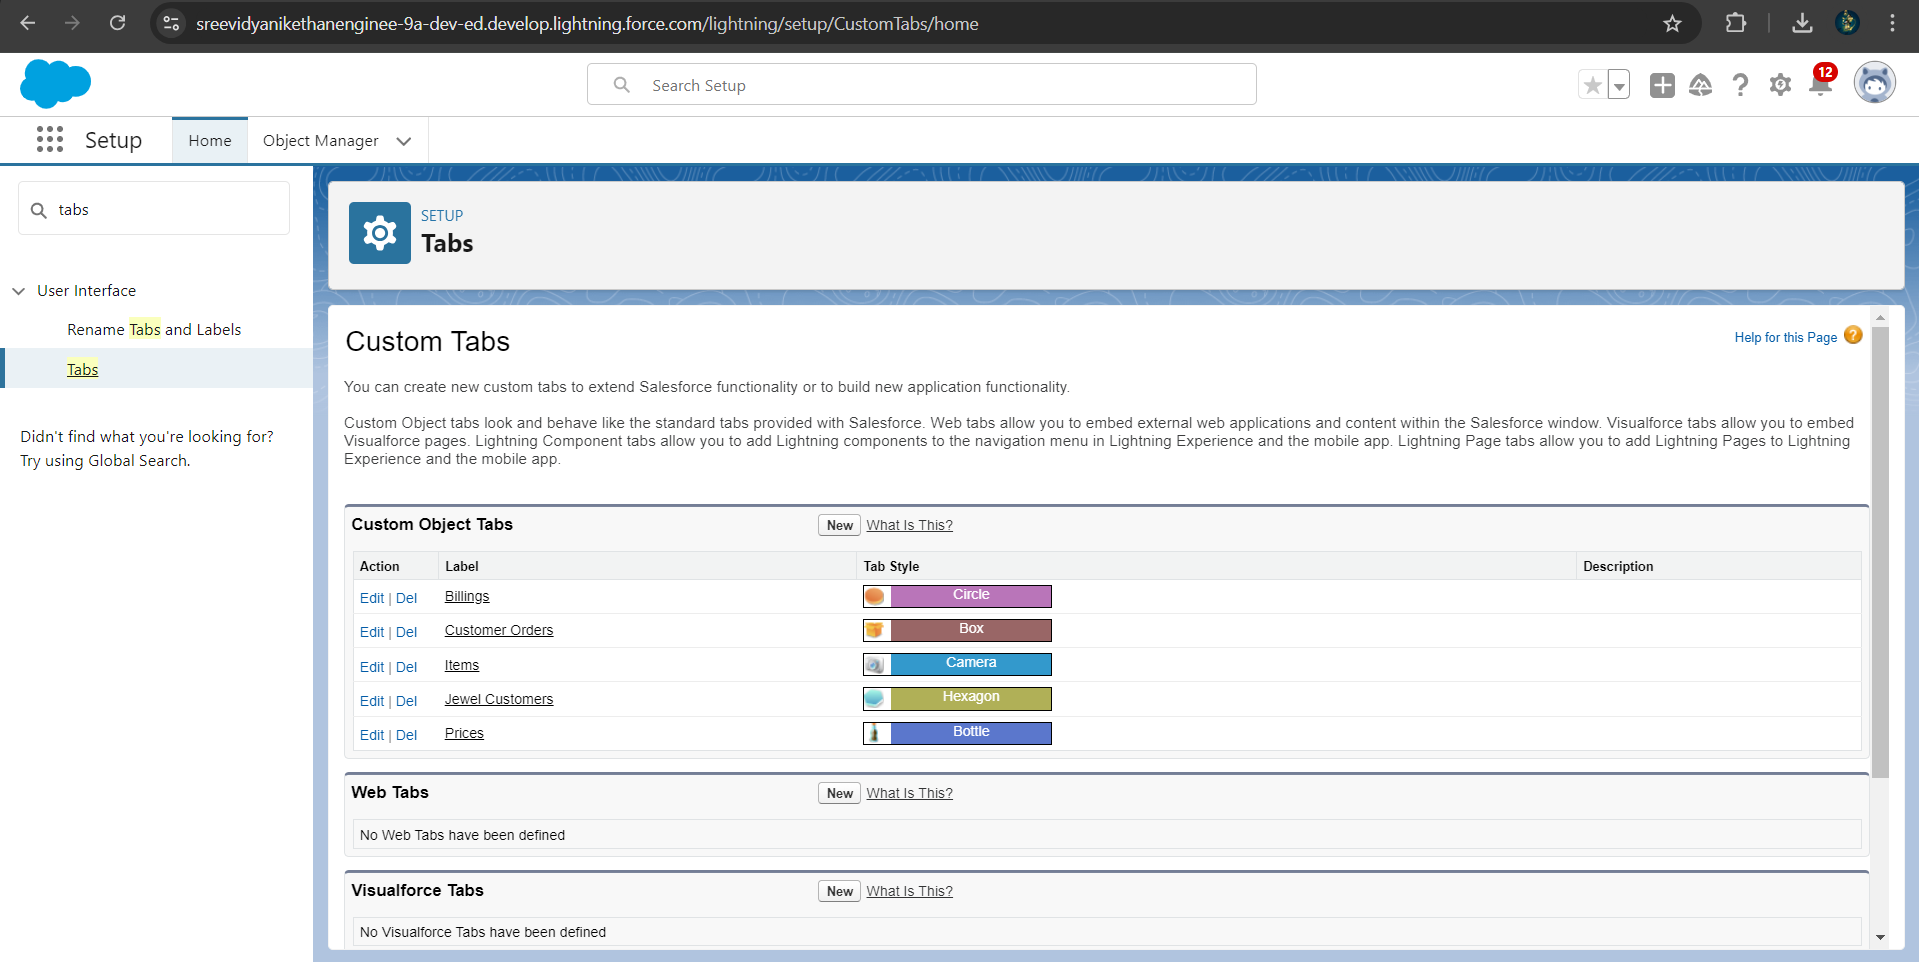 sreevidyanikethanenginee-9a-dev-ed.develop.lightning.force.com/lightning/setup/CustomTabs/home
Search Setup
12
Setup
Home
Object Manager
tabs
User Interface
Rename Tabs and Labels
Tabs
Didn't find what you're looking for?
Try using Global Search.
SETUP
Tabs
Custom Tabs
Help for this Page ?
You can create new custom tabs to extend Salesforce functionality or to build new application functionality.
Custom Object tabs look and behave like the standard tabs provided with Salesforce. Web tabs allow you to embed external web applications and content within the Salesforce window. Visualforce tabs allow you to embed
Visualforce pages. Lightning Component tabs allow you to add Lightning components to the navigation menu in Lightning Experience and the mobile app. Lightning Page tabs allow you to add Lightning Pages to Lightning
Experience and the mobile app.
Custom Object Tabs New What Is This?
Action Label Tab Style Description
Edit | Del Billings Circle
Edit | Del Customer Orders Box
Edit | Del Items Camera
Edit | Del Jewel Customers Hexagon
Edit | Del Prices Bottle
Web Tabs New What Is This?
No Web Tabs have been defined
Visualforce Tabs New What Is This?
No Visualforce Tabs have been defined